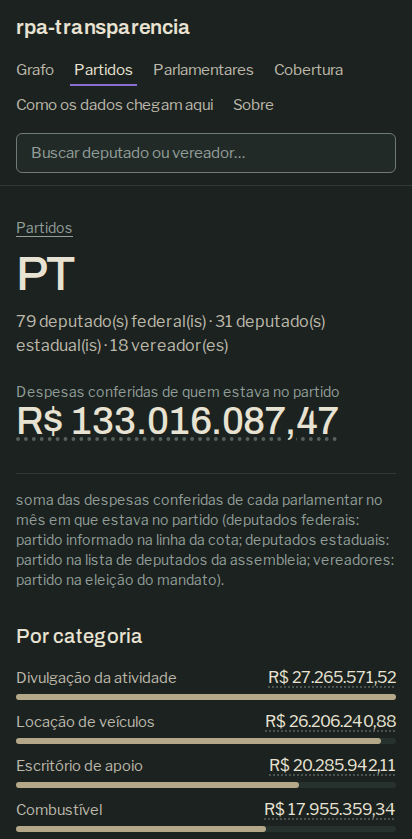 rpa-transparencia
Grafo Partidos Parlamentares Cobertura
Como os dados chegam aqui Sobre
Buscar deputado ou vereador...
Partidos
PT
79 deputado(s) federal(is) · 31 deputado(s)
estadual(is) · 18 vereador(es)
Despesas conferidas de quem estava no partido
R$ 133.016.087,47
soma das despesas conferidas de cada parlamentar no
mês em que estava no partido (deputados federais:
partido informado na linha da cota; deputados estaduais:
partido na lista de deputados da assembleia; vereadores:
partido na eleição do mandato).
Por categoria
Divulgação da atividade R$ 27.265.571,52
Locação de veículos R$ 26.206.240,88
Escritório de apoio R$ 20.285.942,11
Combustível R$ 17.955.359,34